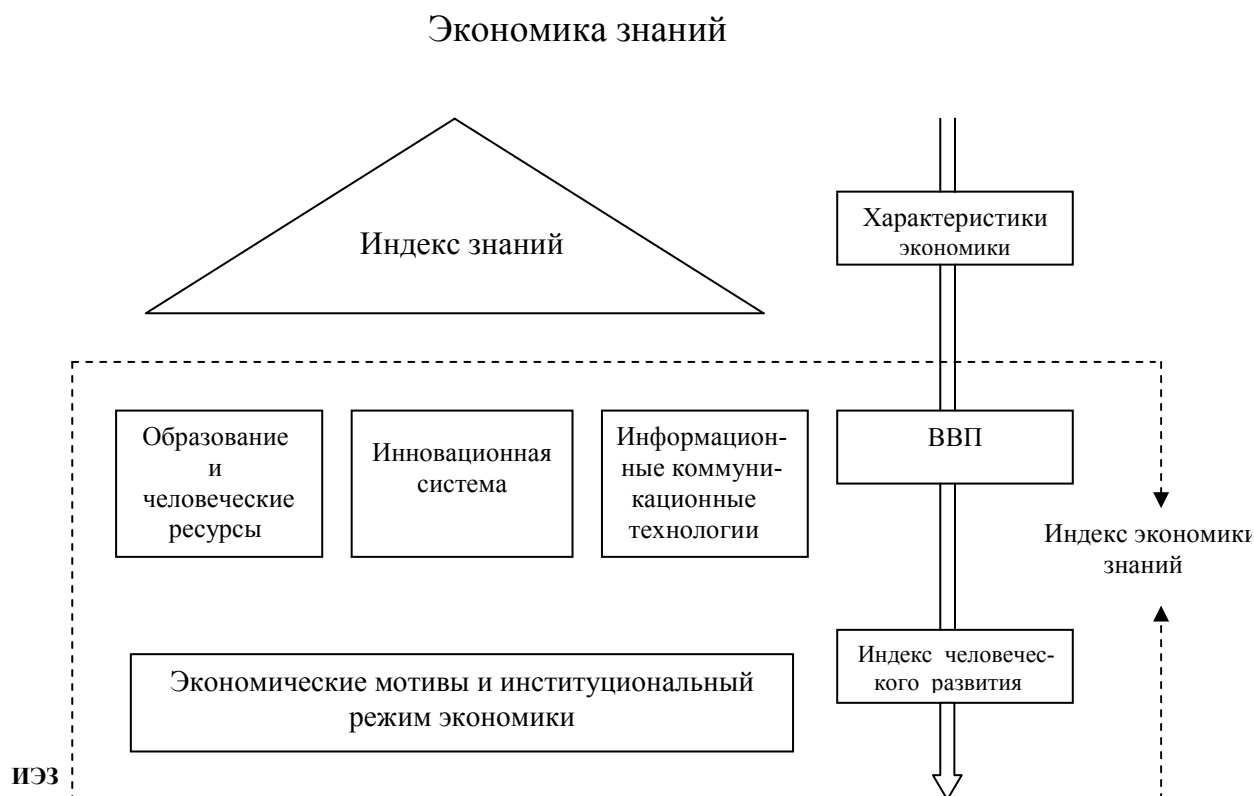 Экономика знаний
Индекс знаний
Характеристики
экономики
Образование
и
человеческие
ресурсы
Инновационная
система
Информацион-
ные коммуни-
кационные
технологии
ВВП
Индекс экономики
знаний
Экономические мотивы и институциональный
режим экономики
Индекс человечес-
кого развития
ИЭЗ